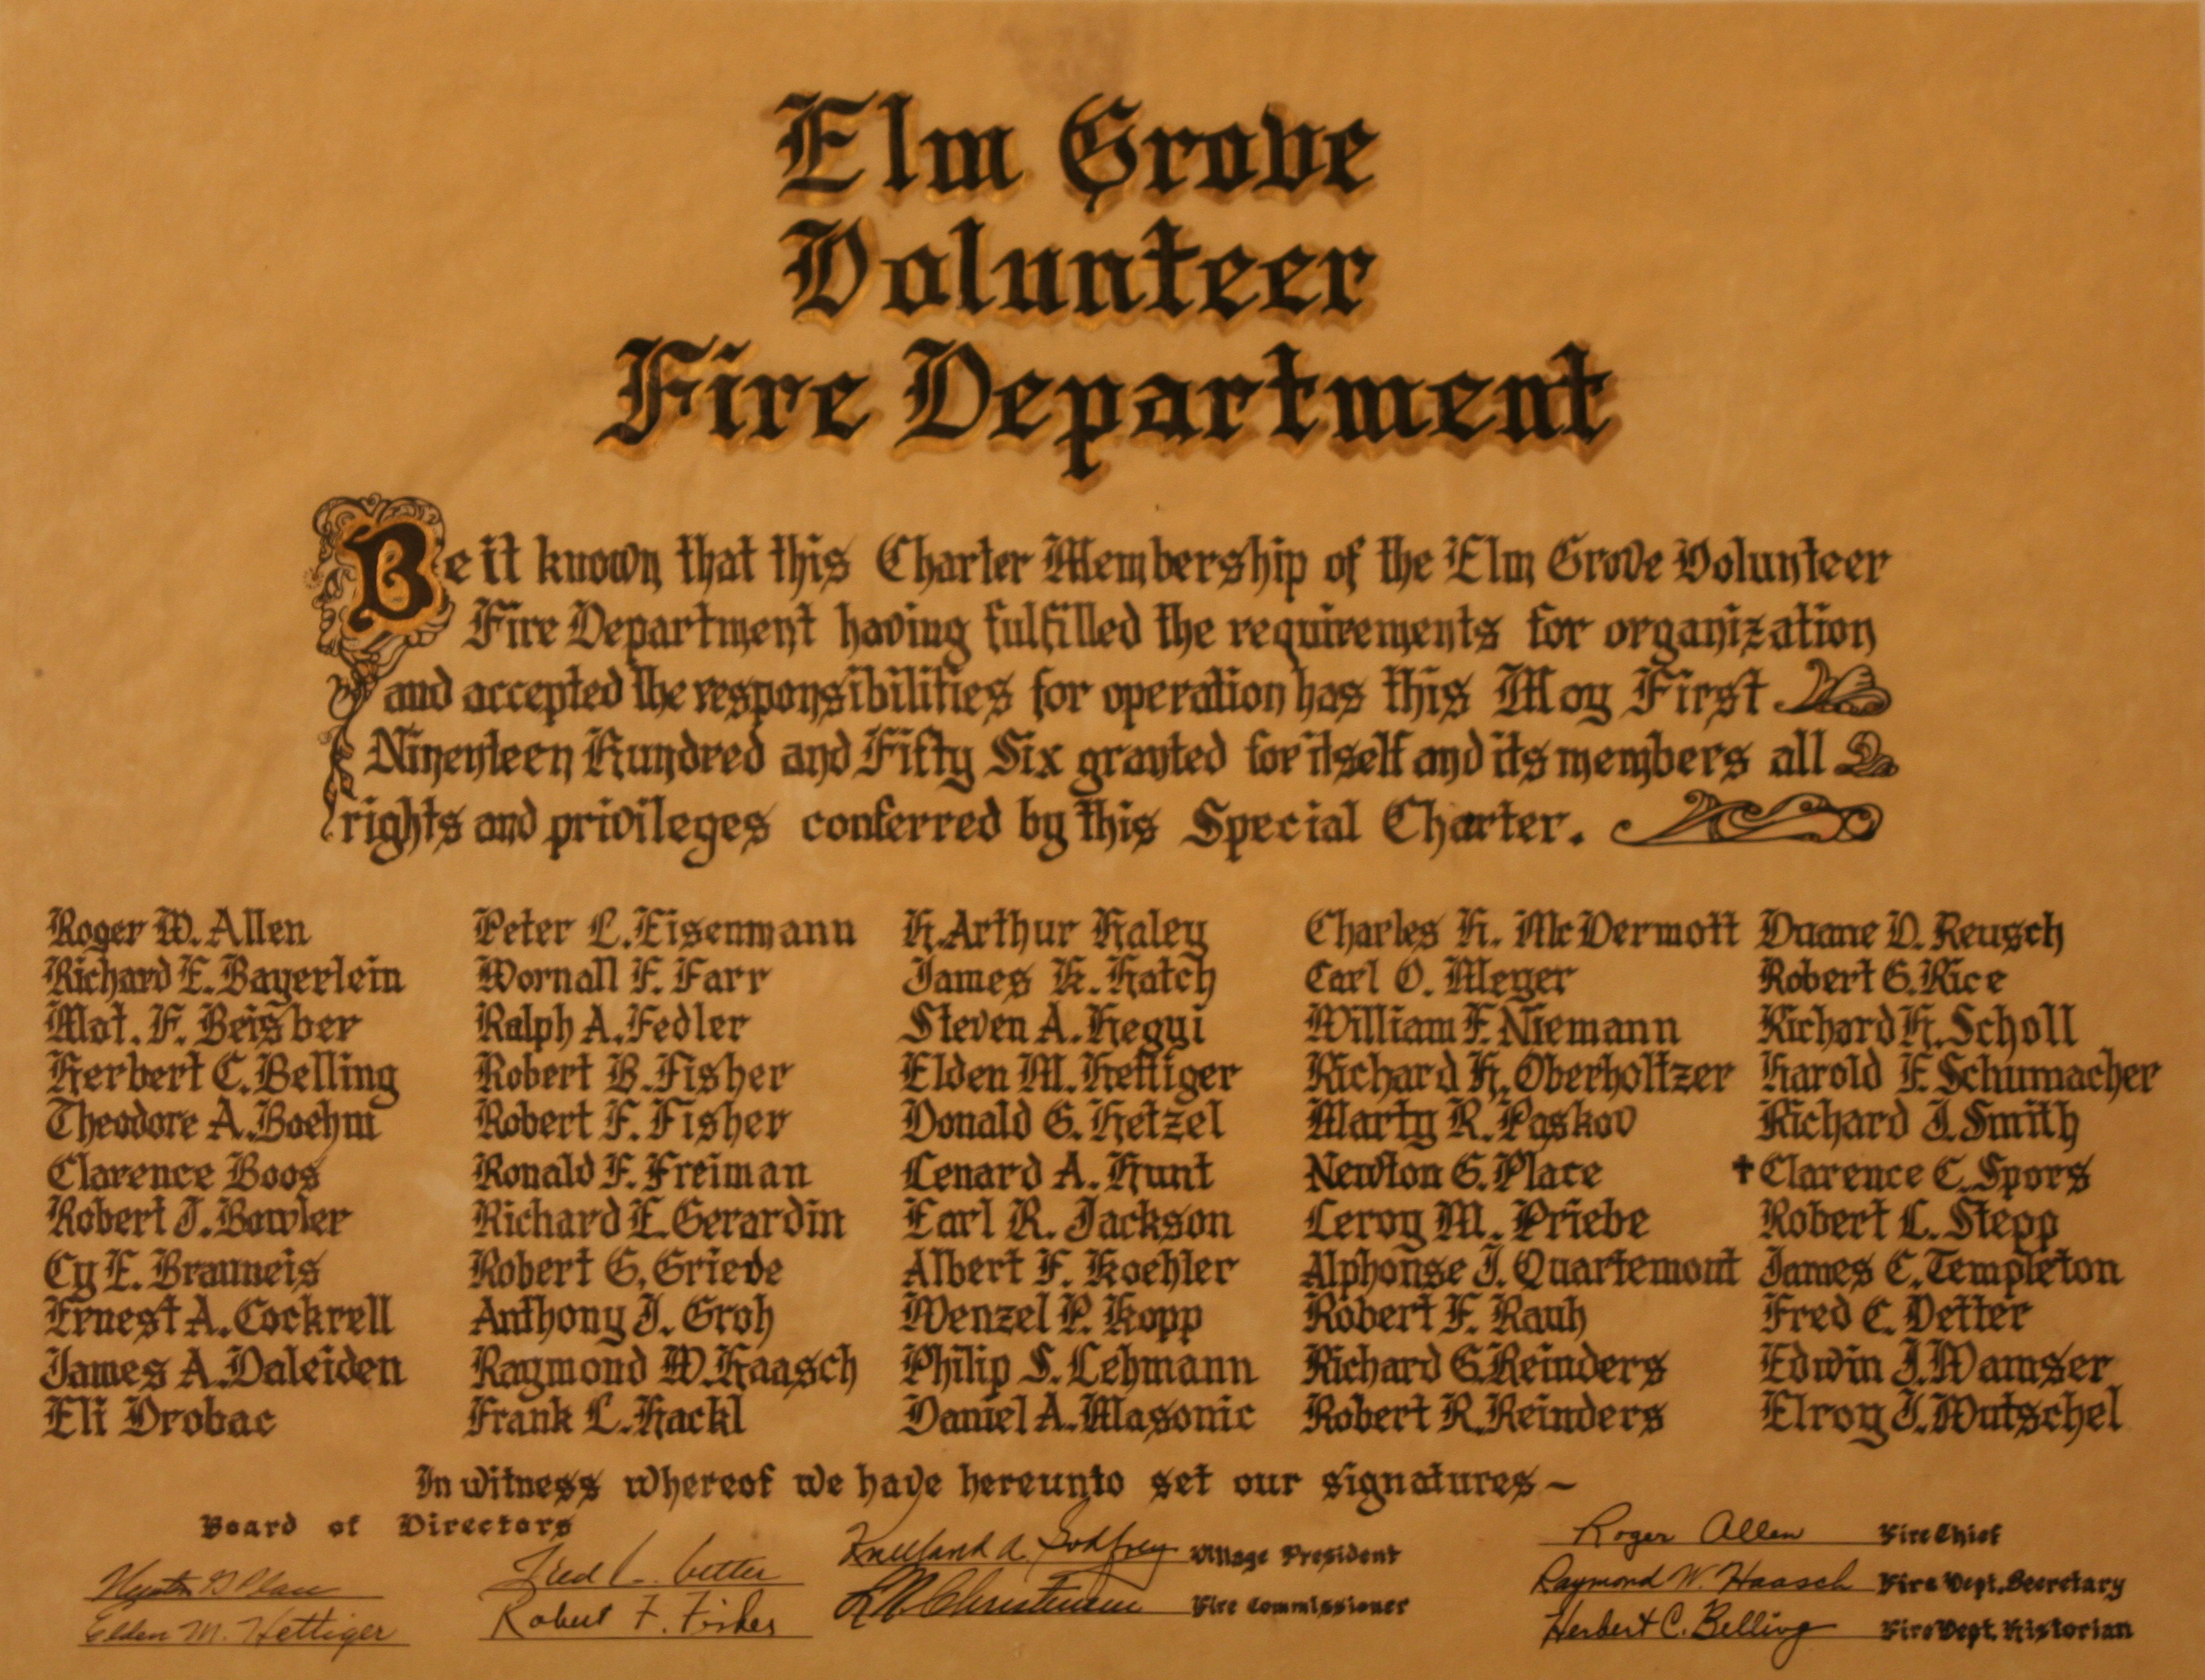 Elm Grove
Volunteer
Fire Department
Be it known that this Charter Membership of the Elm Grove Volunteer
Fire Department having fulfilled the requirements for organization
and accepted the responsibilities for operation has this May First
Nineteen Hundred and Fifty Six granted for itself and its members all
rights and privileges conferred by this Special Charter.
Roger W. Allen
Richard E. Bayerlein
Mat. F. Beisber
Herbert C. Belling
Theodore A. Boehm
Clarence Boos
Robert J. Bowler
Cy E. Brauneis
Ernest A. Cockrell
James A. Daleiden
Eli Drobac
Peter L. Eisenmann
Wornall F. Farr
Ralph A. Fedler
Robert B. Fisher
Robert F. Fisher
Ronald F. Freiman
Richard E. Gerardin
Robert G. Griede
Anthony J. Groh
Raymond W. Haasch
Frank L. Hackl
H. Arthur Haley
James K. Hatch
Steven A. Hegyi
Elden M. Hettiger
Donald G. Hetzel
Lenard A. Hunt
Earl R. Jackson
Albert F. Koehler
Wenzel P. Kopp
Philip S. Lehmann
Daniel A. Masonic
Charles H. McDermott
Carl O. Meyer
William F. Niemann
Richard H. Oberholtzer
Marty R. Paskov
Newton G. Place
Leroy M. Priebe
Alphonse J. Quartemont
Robert F. Rauh
Richard G. Reinders
Robert R. Reinders
Duane D. Reusch
Robert G. Rice
Richard H. Scholl
Harold F. Schumacher
Richard J. Smith
✝ Clarence C. Spors
Robert L. Stepp
James C. Templeton
Fred C. Vetter
Edwin J. Wamser
Elroy J. Wutschel
In witness whereof we have hereunto set our signatures~
Board of Directors
Newton G Place
Elden M. Hettiger
Fred C. Vetter
Robert F. Fisher
Kneeland A. Godfrey Village President
Christensen Fire Commissioner
Roger Allen Fire Chief
Raymond W. Haasch Fire Dept. Secretary
Herbert C. Belling Fire Dept. Historian